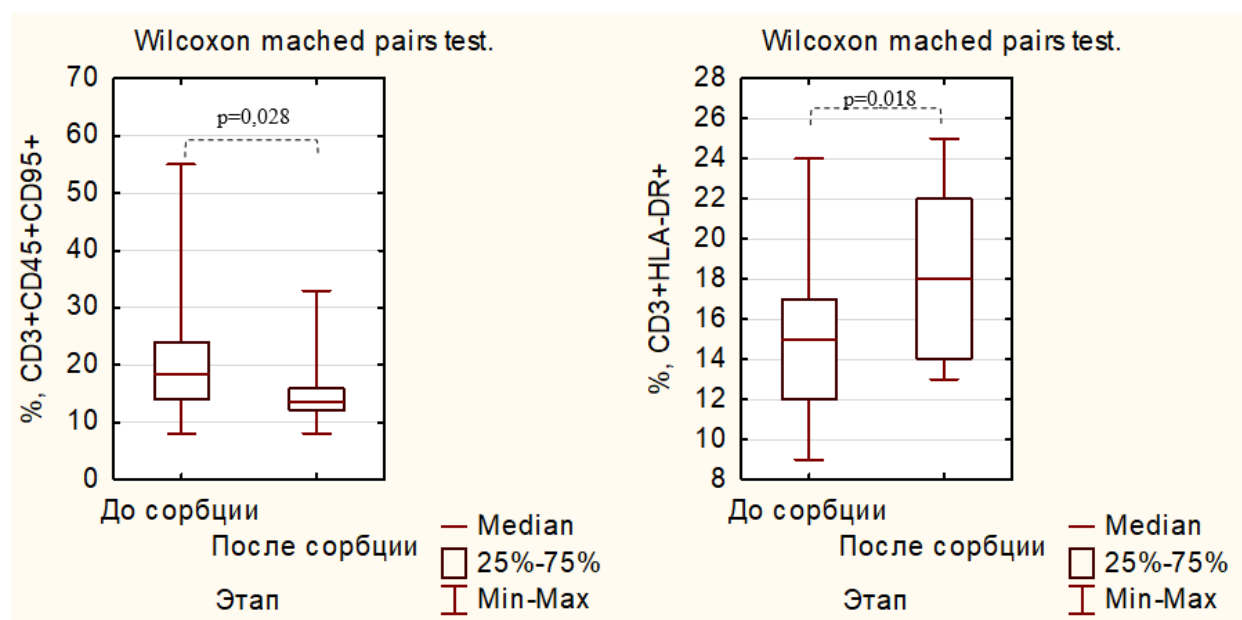 Wilcoxon mached pairs test.
p=0,028
%, CD3+CD45+CD95+
70
60
50
40
30
20
10
0
До сорбции
После сорбции
Этап
Median
25%-75%
Min-Max
Wilcoxon mached pairs test.
p=0,018
%, CD3+HLA-DR+
28
26
24
22
20
18
16
14
12
10
8
До сорбции
После сорбции
Этап
Median
25%-75%
Min-Max